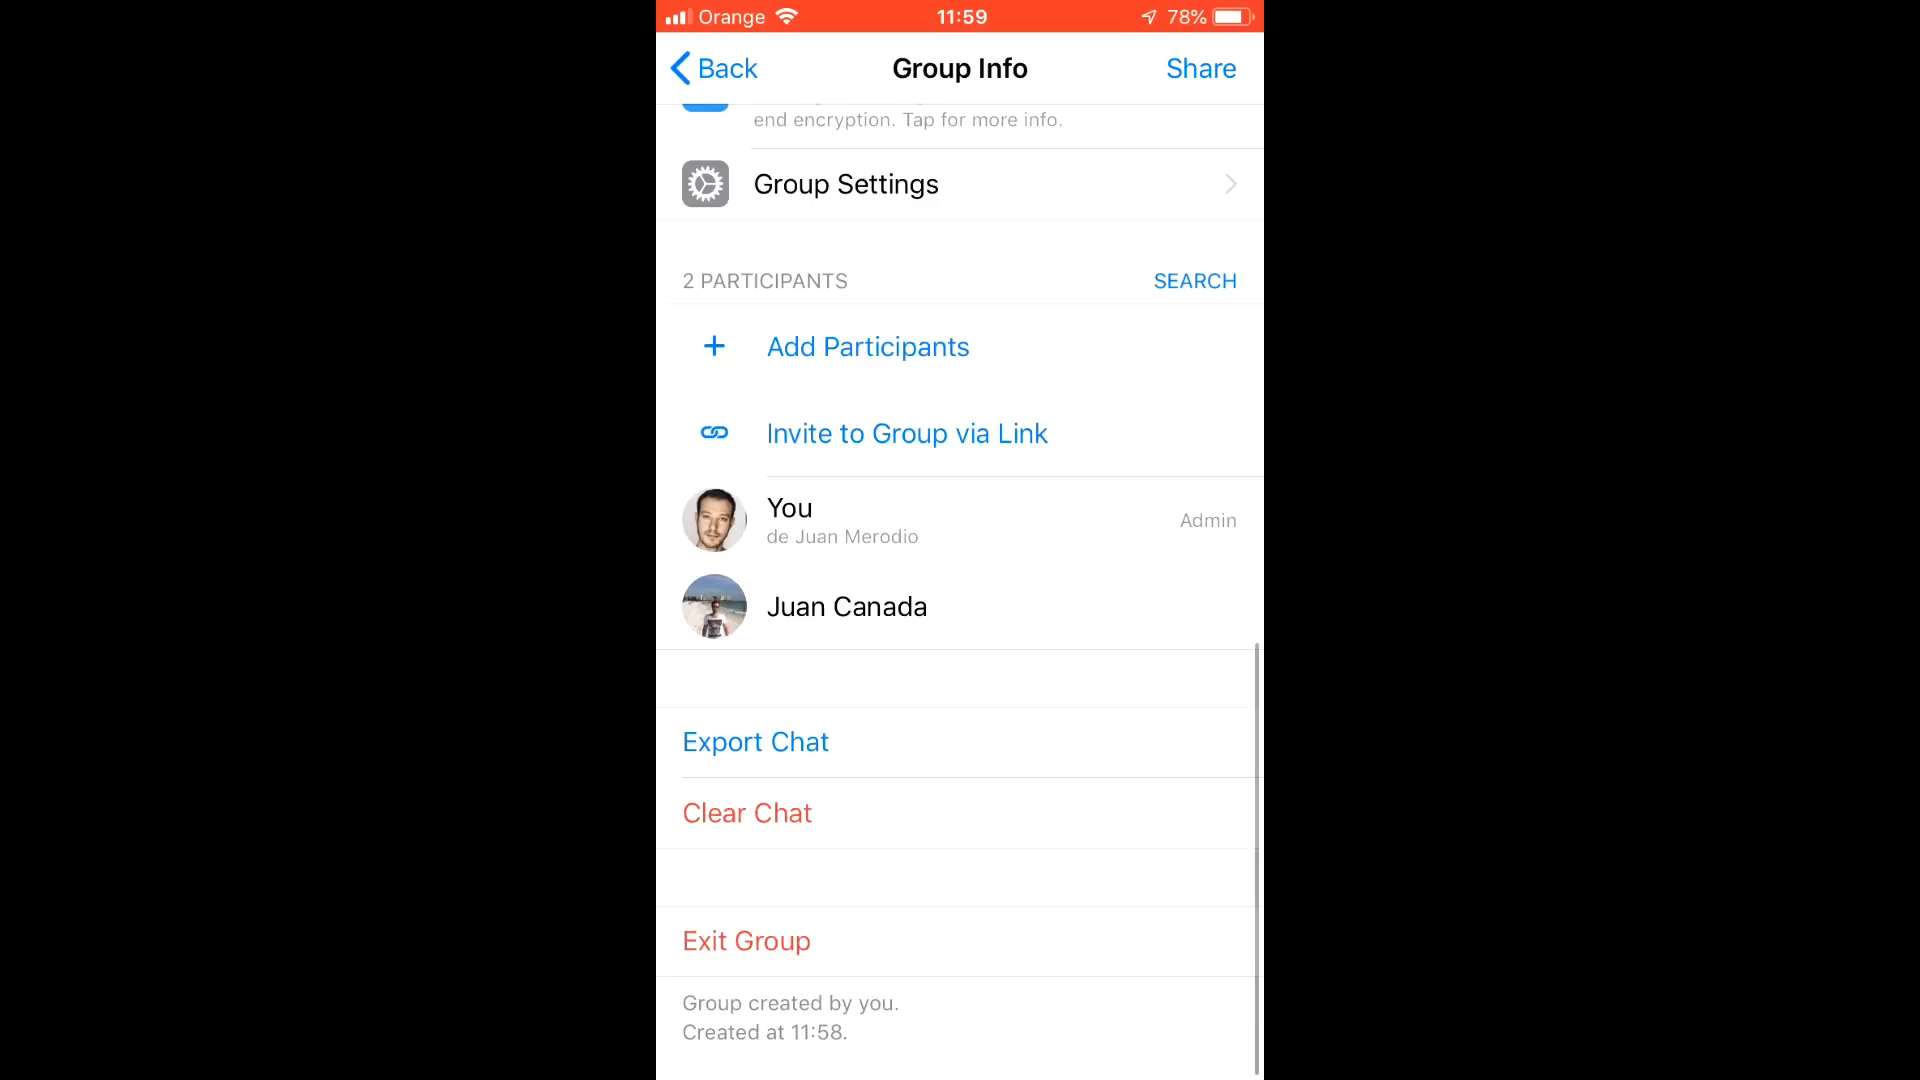 Orange 11:59 78%
Back Group Info Share
end encryption. Tap for more info.
Group Settings
2 PARTICIPANTS SEARCH
Add Participants
Invite to Group via Link
You
de Juan Merodio Admin
Juan Canada
Export Chat
Clear Chat
Exit Group
Group created by you.
Created at 11:58.